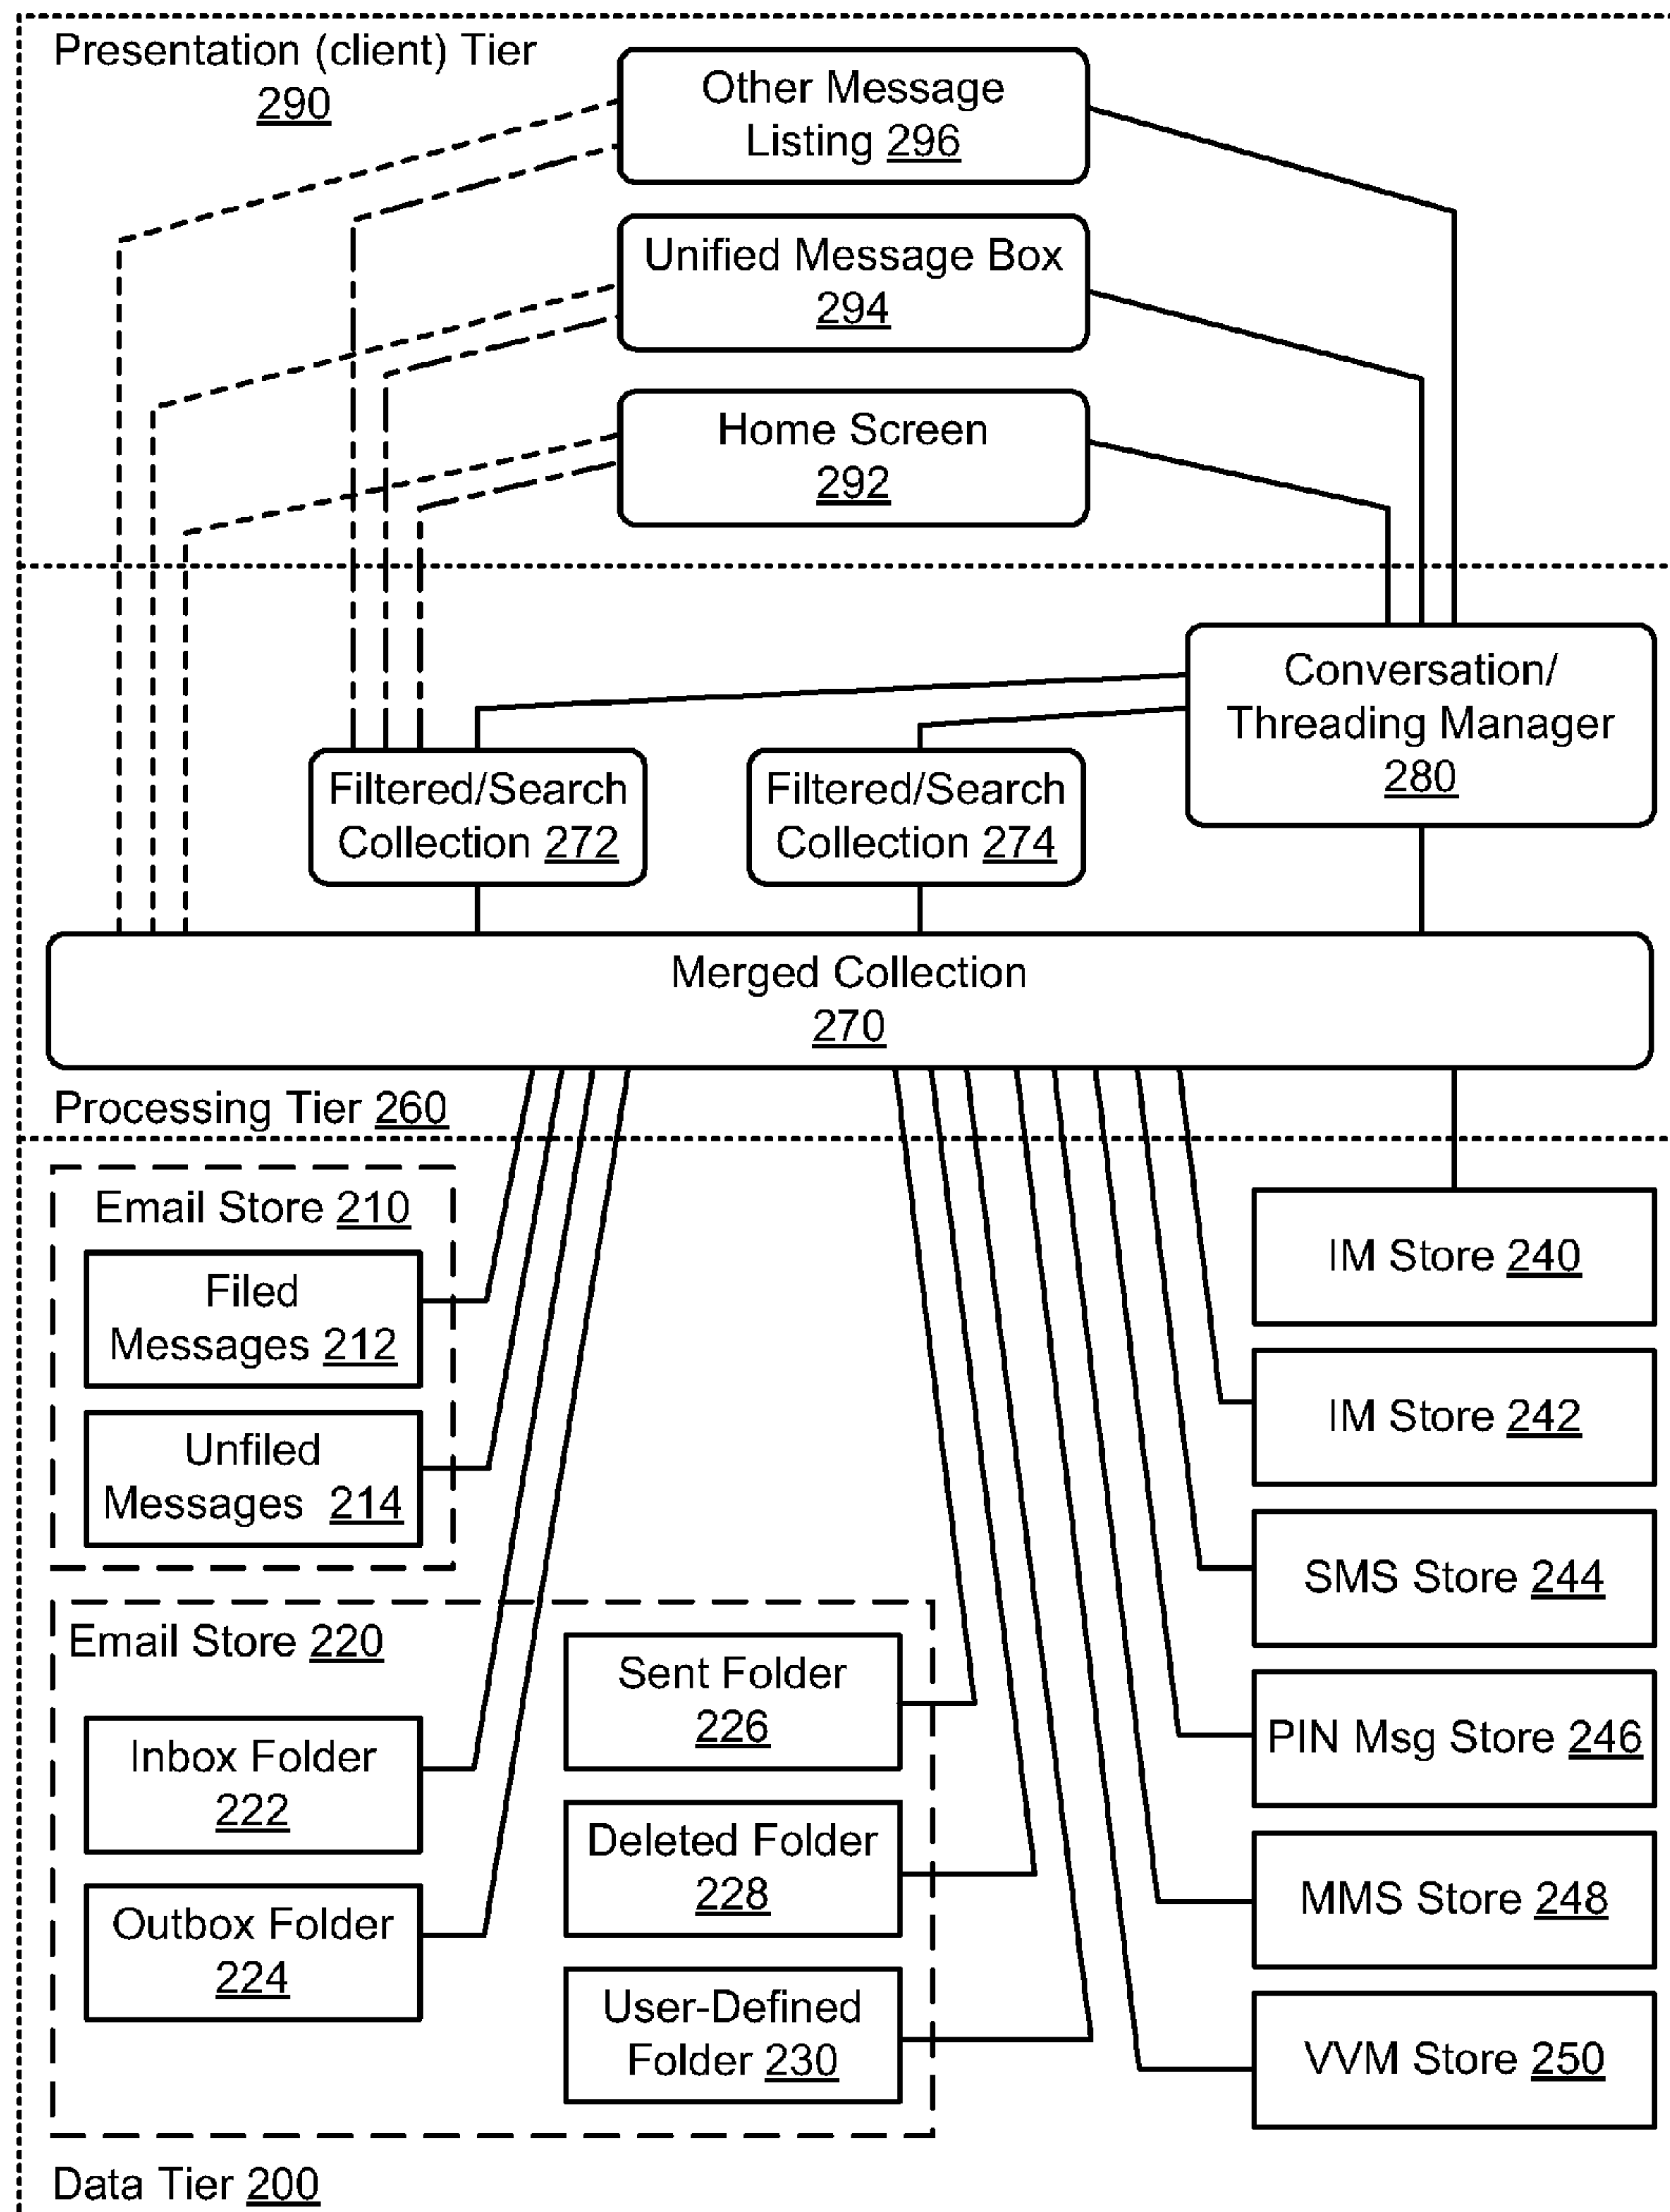 Presentation (client) Tier
290
Other Message
Listing 296
Unified Message Box
294
Home Screen
292
Conversation/
Threading Manager
280
Filtered/Search
Collection 272
Filtered/Search
Collection 274
Merged Collection
270
Processing Tier 260
Email Store 210
Filed
Messages 212
Unfiled
Messages 214
Email Store 220
Inbox Folder
222
Outbox Folder
224
Sent Folder
226
Deleted Folder
228
User-Defined
Folder 230
IM Store 240
IM Store 242
SMS Store 244
PIN Msg Store 246
MMS Store 248
VVM Store 250
Data Tier 200